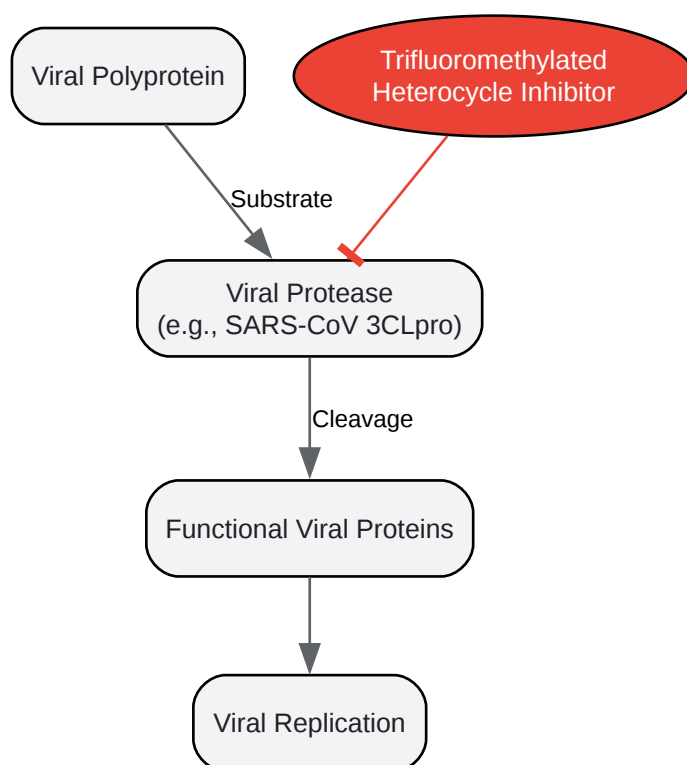 Viral Polyprotein
Trifluoromethylated
Heterocycle Inhibitor
Substrate
Viral Protease
(e.g., SARS-CoV 3CLpro)
Cleavage
Functional Viral Proteins
Viral Replication